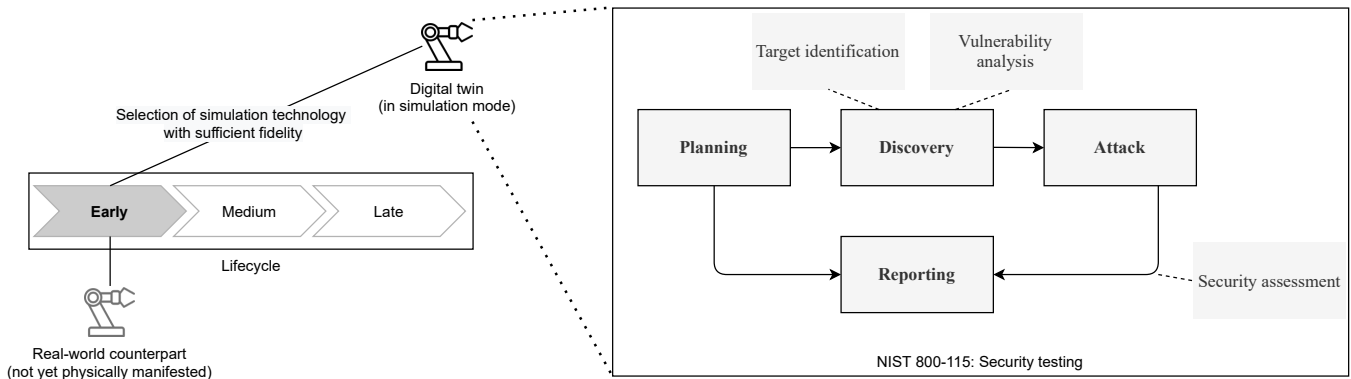 Digital twin
(in simulation mode)
Selection of simulation technology
with sufficient fidelity
Early
Medium
Late
Lifecycle
Real-world counterpart
(not yet physically manifested)
Target identification
Vulnerability
analysis
Planning
Discovery
Attack
Reporting
Security assessment
NIST 800-115: Security testing